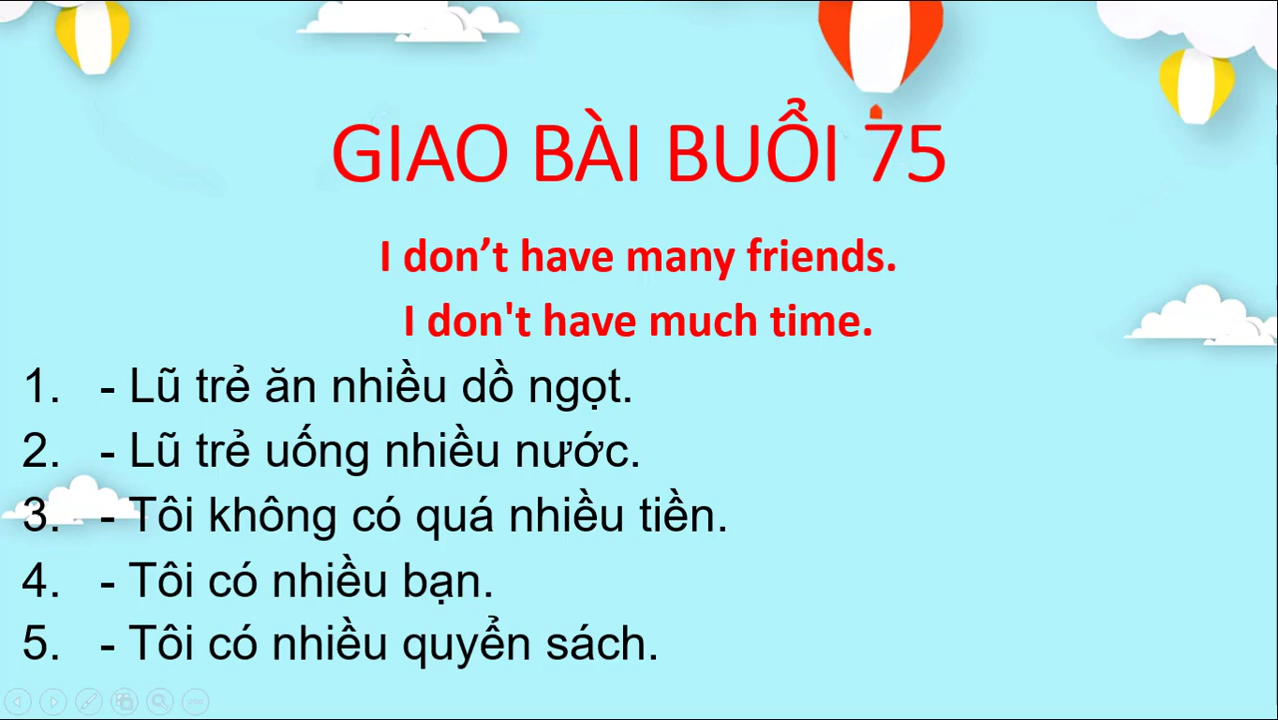 GIAO BÀI BUỔI 75
I don’t have many friends.
I don't have much time.
1. - Lũ trẻ ăn nhiều dồ ngọt.
2. - Lũ trẻ uống nhiều nước.
3. - Tôi không có quá nhiều tiền.
4. - Tôi có nhiều bạn.
5. - Tôi có nhiều quyển sách.